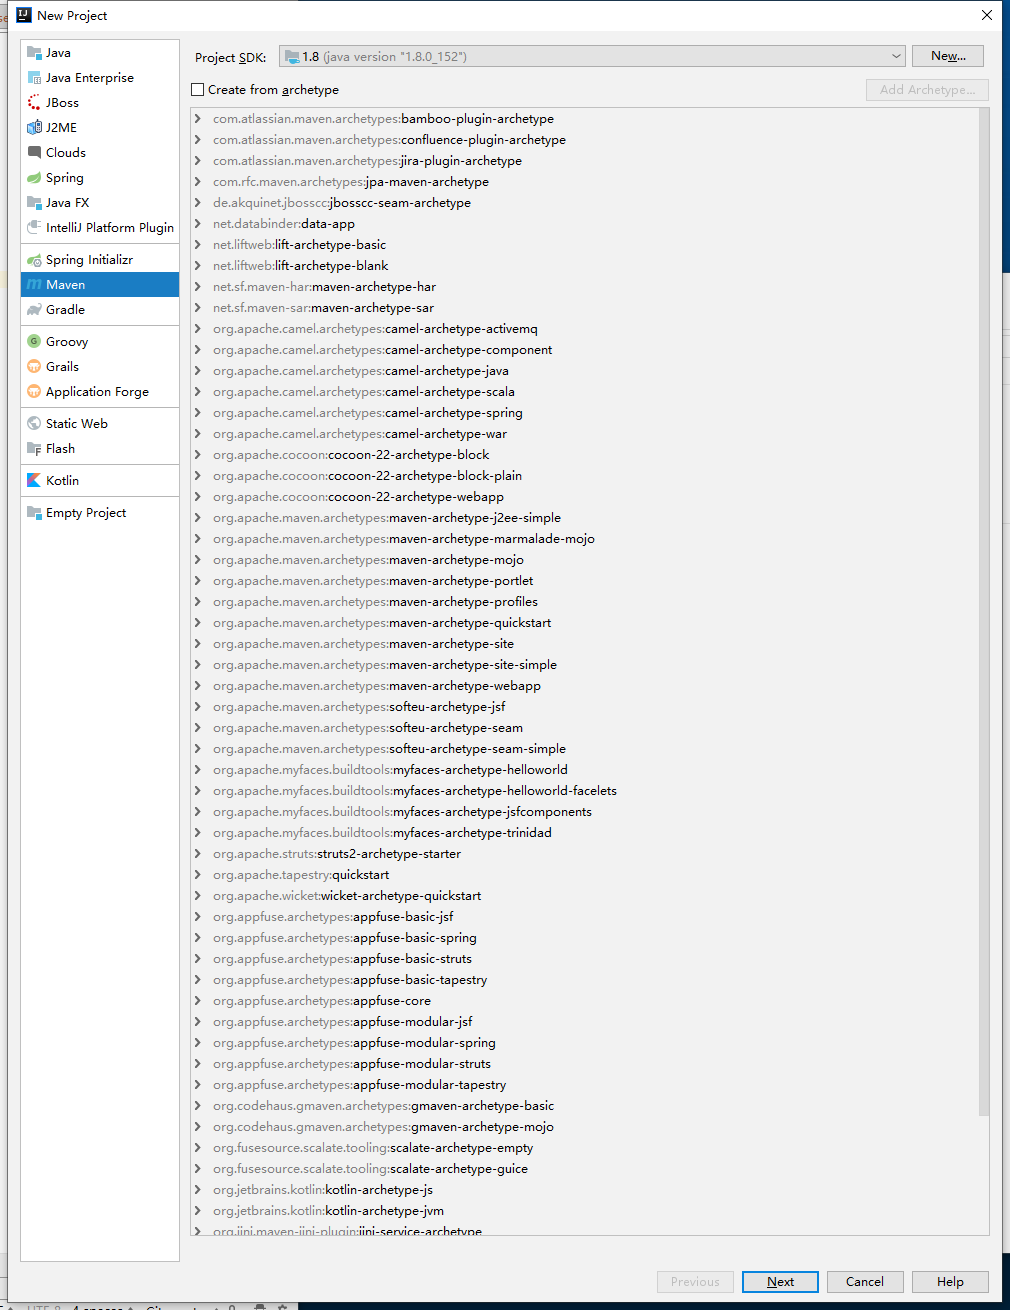 New Project
Java
Java Enterprise
JBoss
J2ME
Clouds
Spring
Java FX
IntelliJ Platform Plugin
Spring Initializr
Maven
Gradle
Groovy
Grails
Application Forge
Static Web
Flash
Kotlin
Empty Project
Project SDK: 1.8 (java version "1.8.0_152") New...
Create from archetype Add Archetype...
com.atlassian.maven.archetypes:bamboo-plugin-archetype
com.atlassian.maven.archetypes:confluence-plugin-archetype
com.atlassian.maven.archetypes:jira-plugin-archetype
com.rfc.maven.archetypes:jpa-maven-archetype
de.akquinet.jbosscc:jbosscc-seam-archetype
net.databinder:data-app
net.liftweb:lift-archetype-basic
net.liftweb:lift-archetype-blank
net.sf.maven-har:maven-archetype-har
net.sf.maven-sar:maven-archetype-sar
org.apache.camel.archetypes:camel-archetype-activemq
org.apache.camel.archetypes:camel-archetype-component
org.apache.camel.archetypes:camel-archetype-java
org.apache.camel.archetypes:camel-archetype-scala
org.apache.camel.archetypes:camel-archetype-spring
org.apache.camel.archetypes:camel-archetype-war
org.apache.cocoon:cocoon-22-archetype-block
org.apache.cocoon:cocoon-22-archetype-block-plain
org.apache.cocoon:cocoon-22-archetype-webapp
org.apache.maven.archetypes:maven-archetype-j2ee-simple
org.apache.maven.archetypes:maven-archetype-marmalade-mojo
org.apache.maven.archetypes:maven-archetype-mojo
org.apache.maven.archetypes:maven-archetype-portlet
org.apache.maven.archetypes:maven-archetype-profiles
org.apache.maven.archetypes:maven-archetype-quickstart
org.apache.maven.archetypes:maven-archetype-site
org.apache.maven.archetypes:maven-archetype-site-simple
org.apache.maven.archetypes:maven-archetype-webapp
org.apache.maven.archetypes:softeu-archetype-jsf
org.apache.maven.archetypes:softeu-archetype-seam
org.apache.maven.archetypes:softeu-archetype-seam-simple
org.apache.myfaces.buildtools:myfaces-archetype-helloworld
org.apache.myfaces.buildtools:myfaces-archetype-helloworld-facelets
org.apache.myfaces.buildtools:myfaces-archetype-jsfcomponents
org.apache.myfaces.buildtools:myfaces-archetype-trinidad
org.apache.struts:struts2-archetype-starter
org.apache.tapestry:quickstart
org.apache.wicket:wicket-archetype-quickstart
org.appfuse.archetypes:appfuse-basic-jsf
org.appfuse.archetypes:appfuse-basic-spring
org.appfuse.archetypes:appfuse-basic-struts
org.appfuse.archetypes:appfuse-basic-tapestry
org.appfuse.archetypes:appfuse-core
org.appfuse.archetypes:appfuse-modular-jsf
org.appfuse.archetypes:appfuse-modular-spring
org.appfuse.archetypes:appfuse-modular-struts
org.appfuse.archetypes:appfuse-modular-tapestry
org.codehaus.gmaven.archetypes:gmaven-archetype-basic
org.codehaus.gmaven.archetypes:gmaven-archetype-mojo
org.fusesource.scalate.tooling:scalate-archetype-empty
org.fusesource.scalate.tooling:scalate-archetype-guice
org.jetbrains.kotlin:kotlin-archetype-js
org.jetbrains.kotlin:kotlin-archetype-jvm
org.jini.maven-jini-plugin:jini-service-archetype
Previous Next Cancel Help